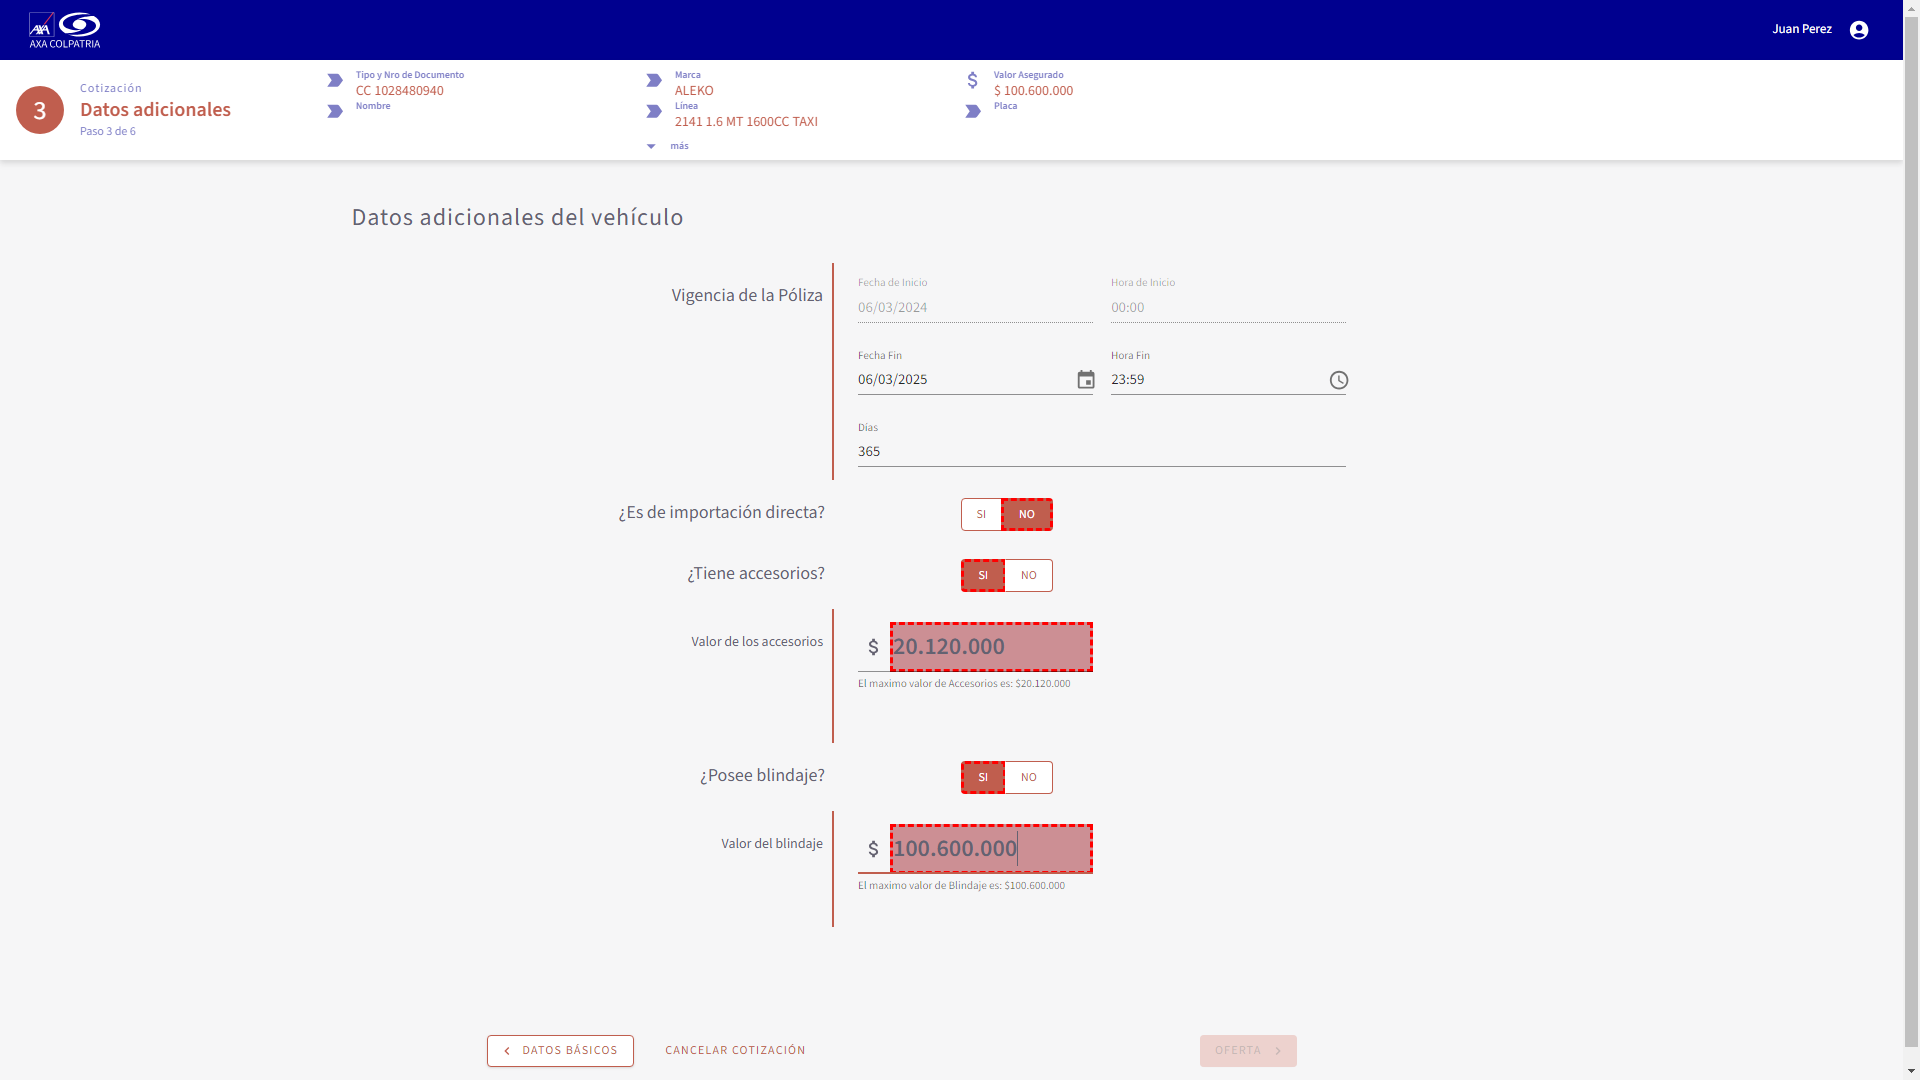 AXA
AXA COLPATRIA
Juan Perez
3
Cotización
Datos adicionales
Paso 3 de 6
Tipo y Nro de Documento
CC 1028480940
Nombre
Marca
ALEKO
Línea
2141 1.6 MT 1600CC TAXI
más
$
Valor Asegurado
$ 100.600.000
Placa
Datos adicionales del vehículo
Vigencia de la Póliza
Fecha de Inicio
06/03/2024
Hora de Inicio
00:00
Fecha Fin
06/03/2025
Hora Fin
23:59
Días
365
¿Es de importación directa?
SI
NO
¿Tiene accesorios?
SI
NO
Valor de los accesorios
$ 20.120.000
El maximo valor de Accesorios es: $20.120.000
¿Posee blindaje?
SI
NO
Valor del blindaje
$ 100.600.000
El maximo valor de Blindaje es: $100.600.000
DATOS BÁSICOS
CANCELAR COTIZACIÓN
OFERTA